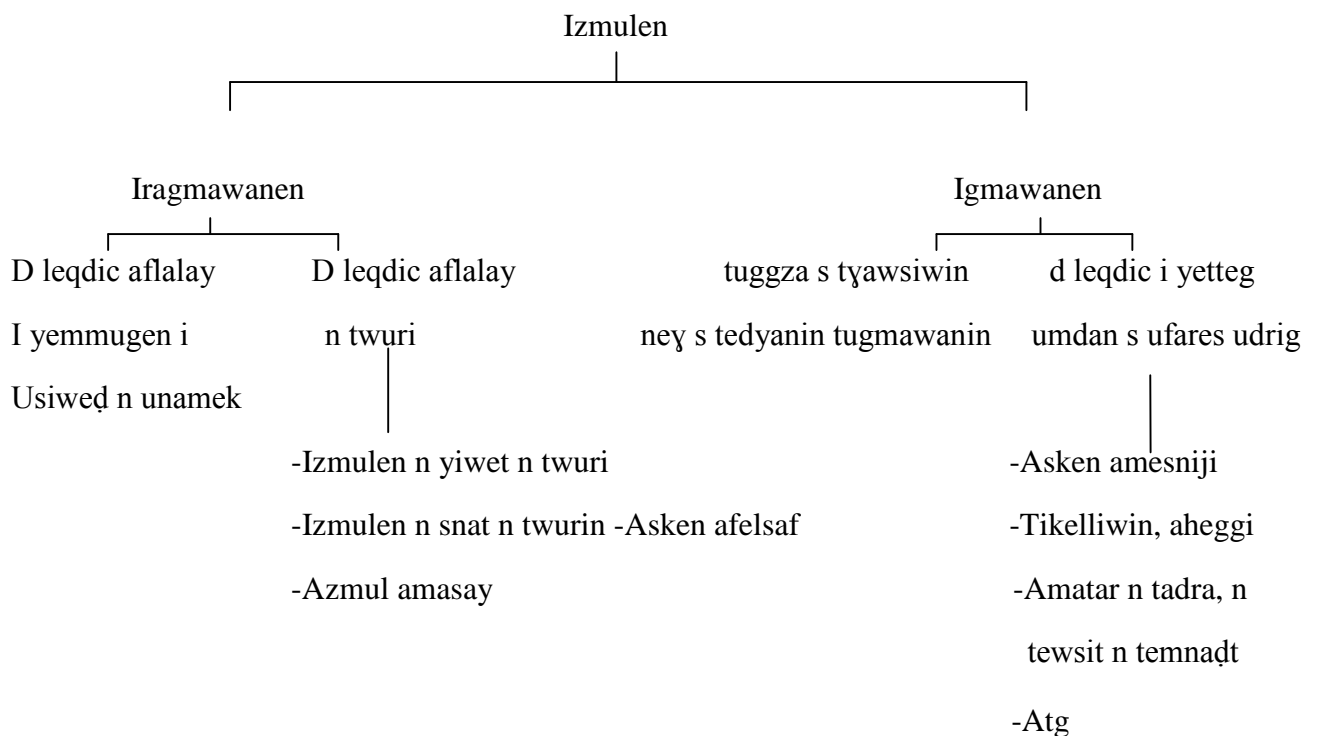 Izmulen
Iragmawanen Igmawanen
D leqdic aflalay D leqdic aflalay tuggza s tɣawsiwin d leqdic i yetteg
I yemmugen i n twuri neɣ s tedyanin tugmawanin umdan s ufares udrig
Usiweḍ n unamek
-Izmulen n yiwet n twuri -Asken amesniji
-Izmulen n snat n twurin -Asken afelsaf -Tikelliwin, aheggi
-Azmul amasay -Amatar n tadra, n
tewsit n temnaḍt
-Atg